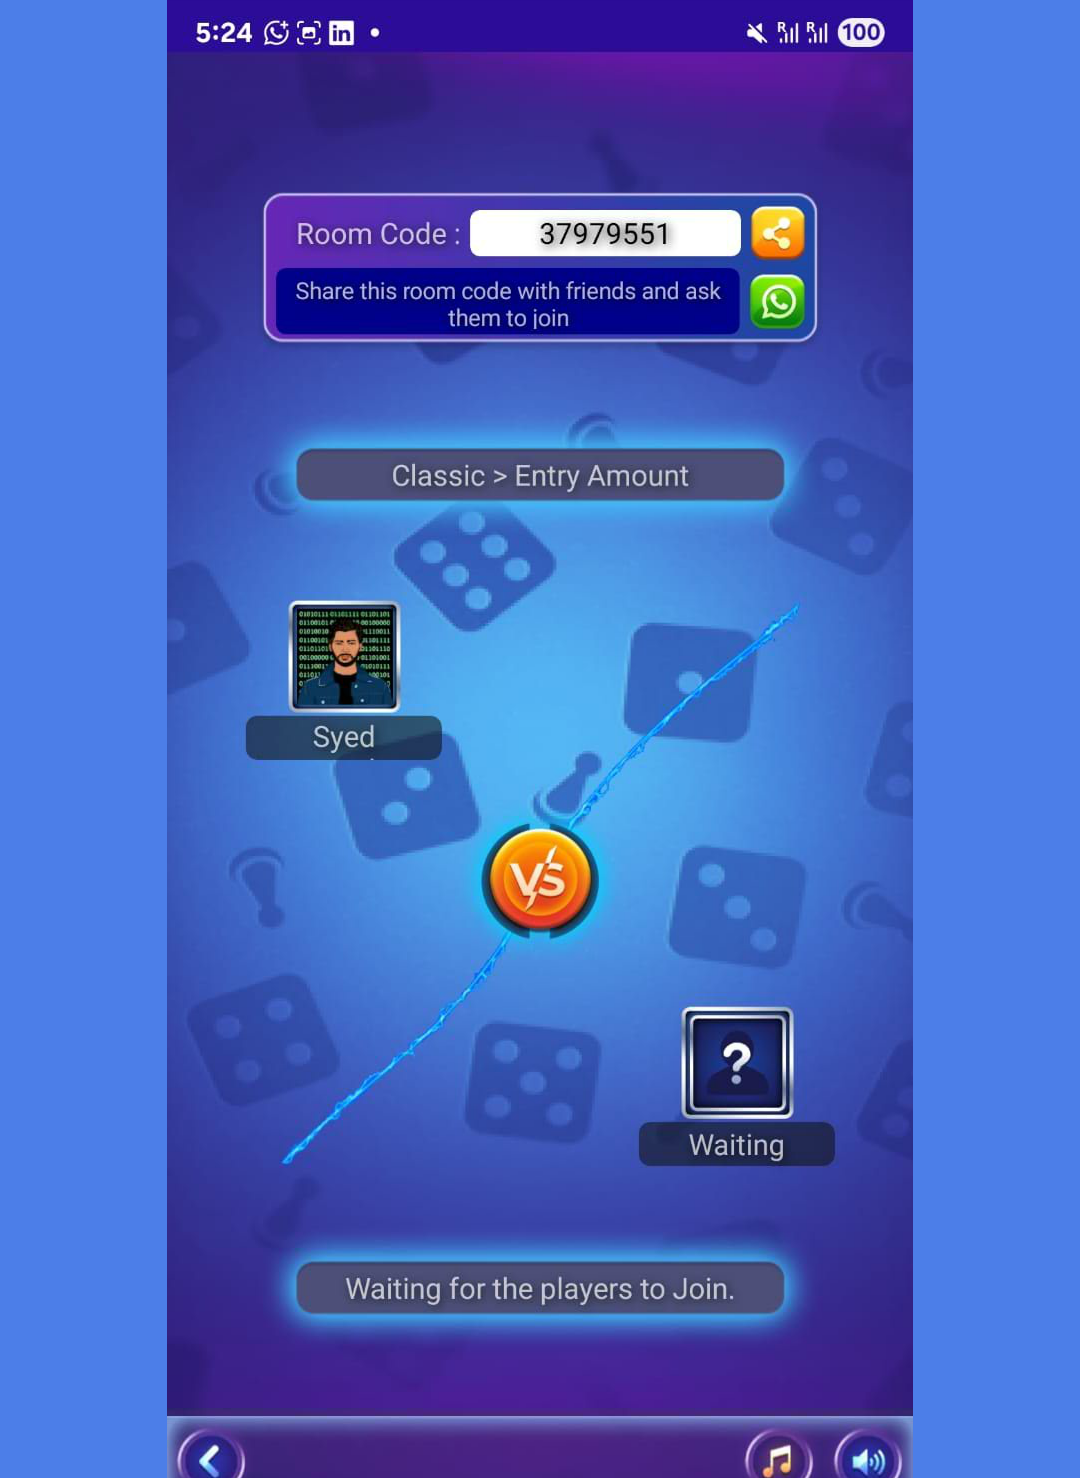 5:24
in
R R 100
Room Code : 37979551
Share this room code with friends and ask
them to join
Classic > Entry Amount
Syed
VS
?
Waiting
Waiting for the players to Join.